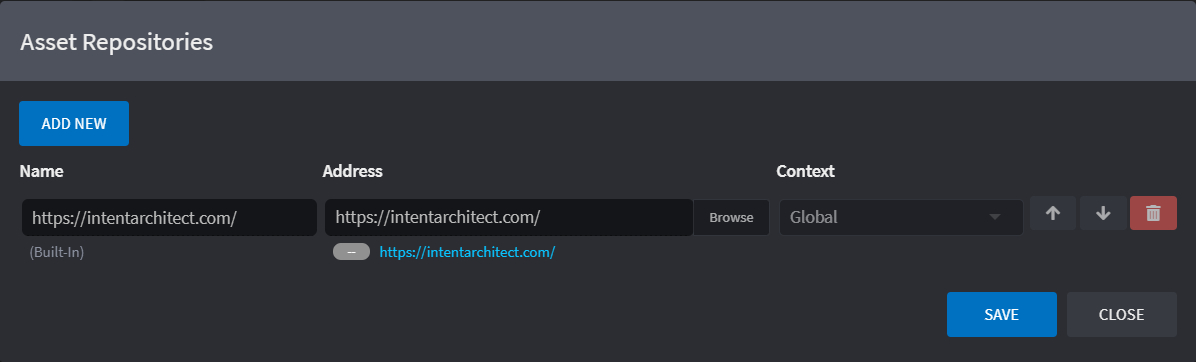 Asset Repositories
ADD NEW
Name Address Context
https://intentarchitect.com/ https://intentarchitect.com/ Browse Global
(Built-In) -- https://intentarchitect.com/
SAVE CLOSE